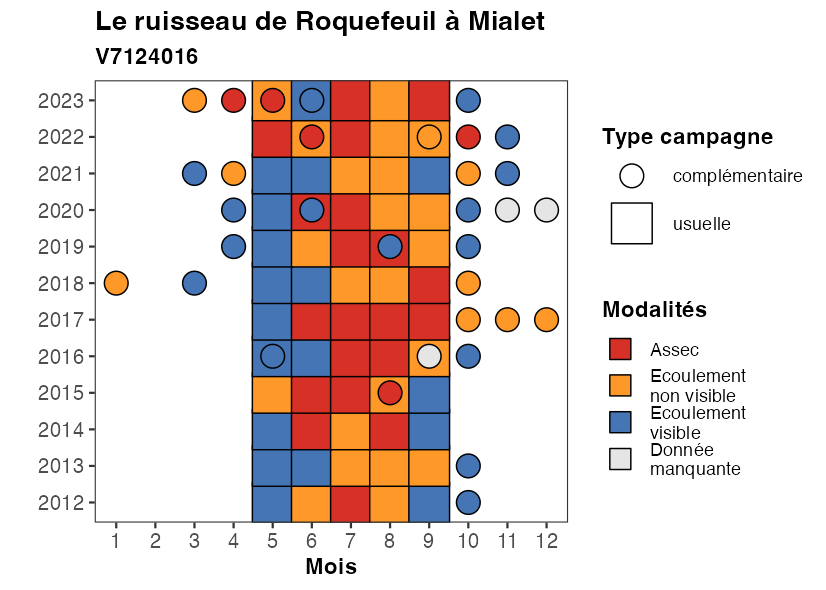 Le ruisseau de Roquefeuil à Mialet
V7124016
2023
2022
2021
2020
2019
2018
2017
2016
2015
2014
2013
2012
1 2 3 4 5 6 7 8 9 10 11 12
Mois
Type campagne
complémentaire
usuelle
Modalités
Assec
Ecoulement
non visible
Ecoulement
visible
Donnée
manquante